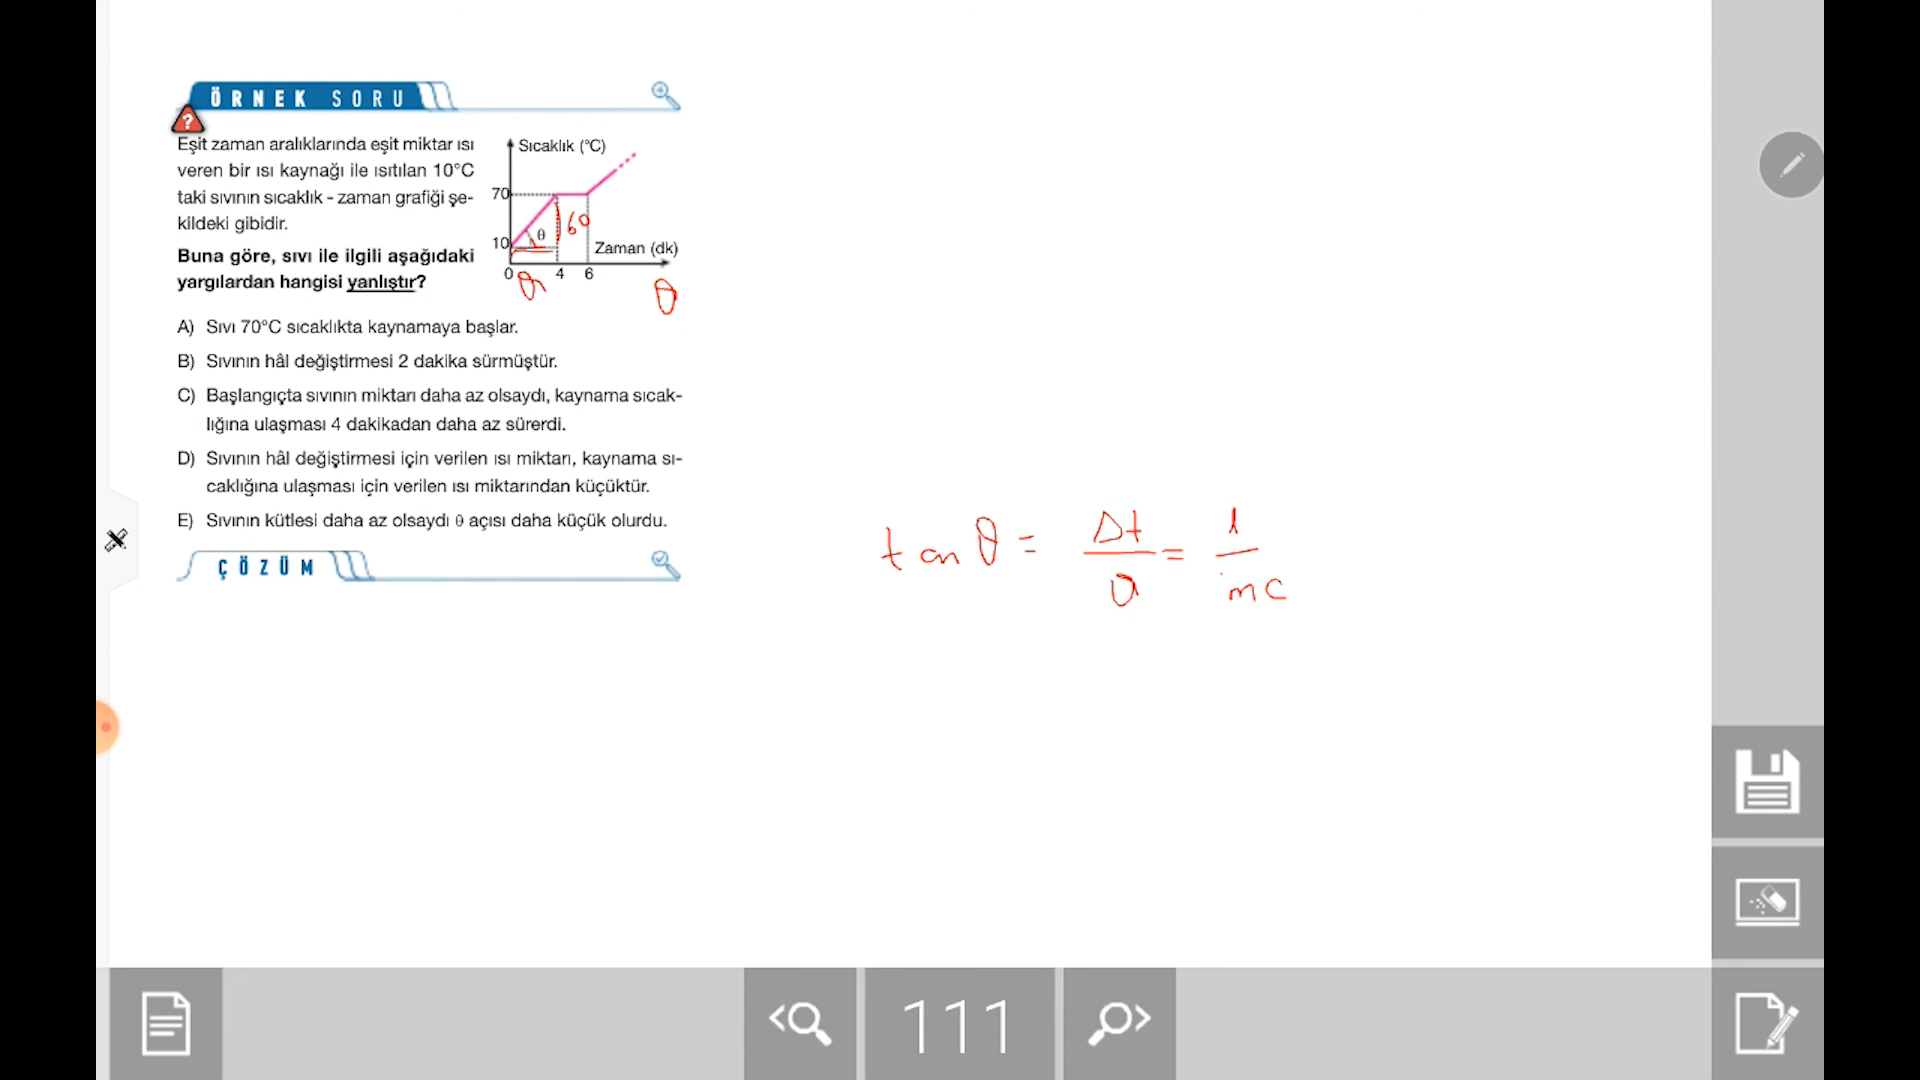 ÖRNEK SORU
?
Eşit zaman aralıklarında eşit miktar ısı
veren bir ısı kaynağı ile ısıtılan 10°C
taki sıvının sıcaklık - zaman grafiği şe-
kildeki gibidir.
Buna göre, sıvı ile ilgili aşağıdaki
yargılardan hangisi yanlıştır?
Sıcaklık (°C)
70
60
θ
10
Zaman (dk)
0
4
6
θ
A) Sıvı 70°C sıcaklıkta kaynamaya başlar.
B) Sıvının hâl değiştirmesi 2 dakika sürmüştür.
C) Başlangıçta sıvının miktarı daha az olsaydı, kaynama sıcak-
lığına ulaşması 4 dakikadan daha az sürerdi.
D) Sıvının hâl değiştirmesi için verilen ısı miktarı, kaynama sı-
caklığına ulaşması için verilen ısı miktarından küçüktür.
E) Sıvının kütlesi daha az olsaydı θ açısı daha küçük olurdu.
ÇÖZÜM
tan θ = Δt/Q = 1/mc
111